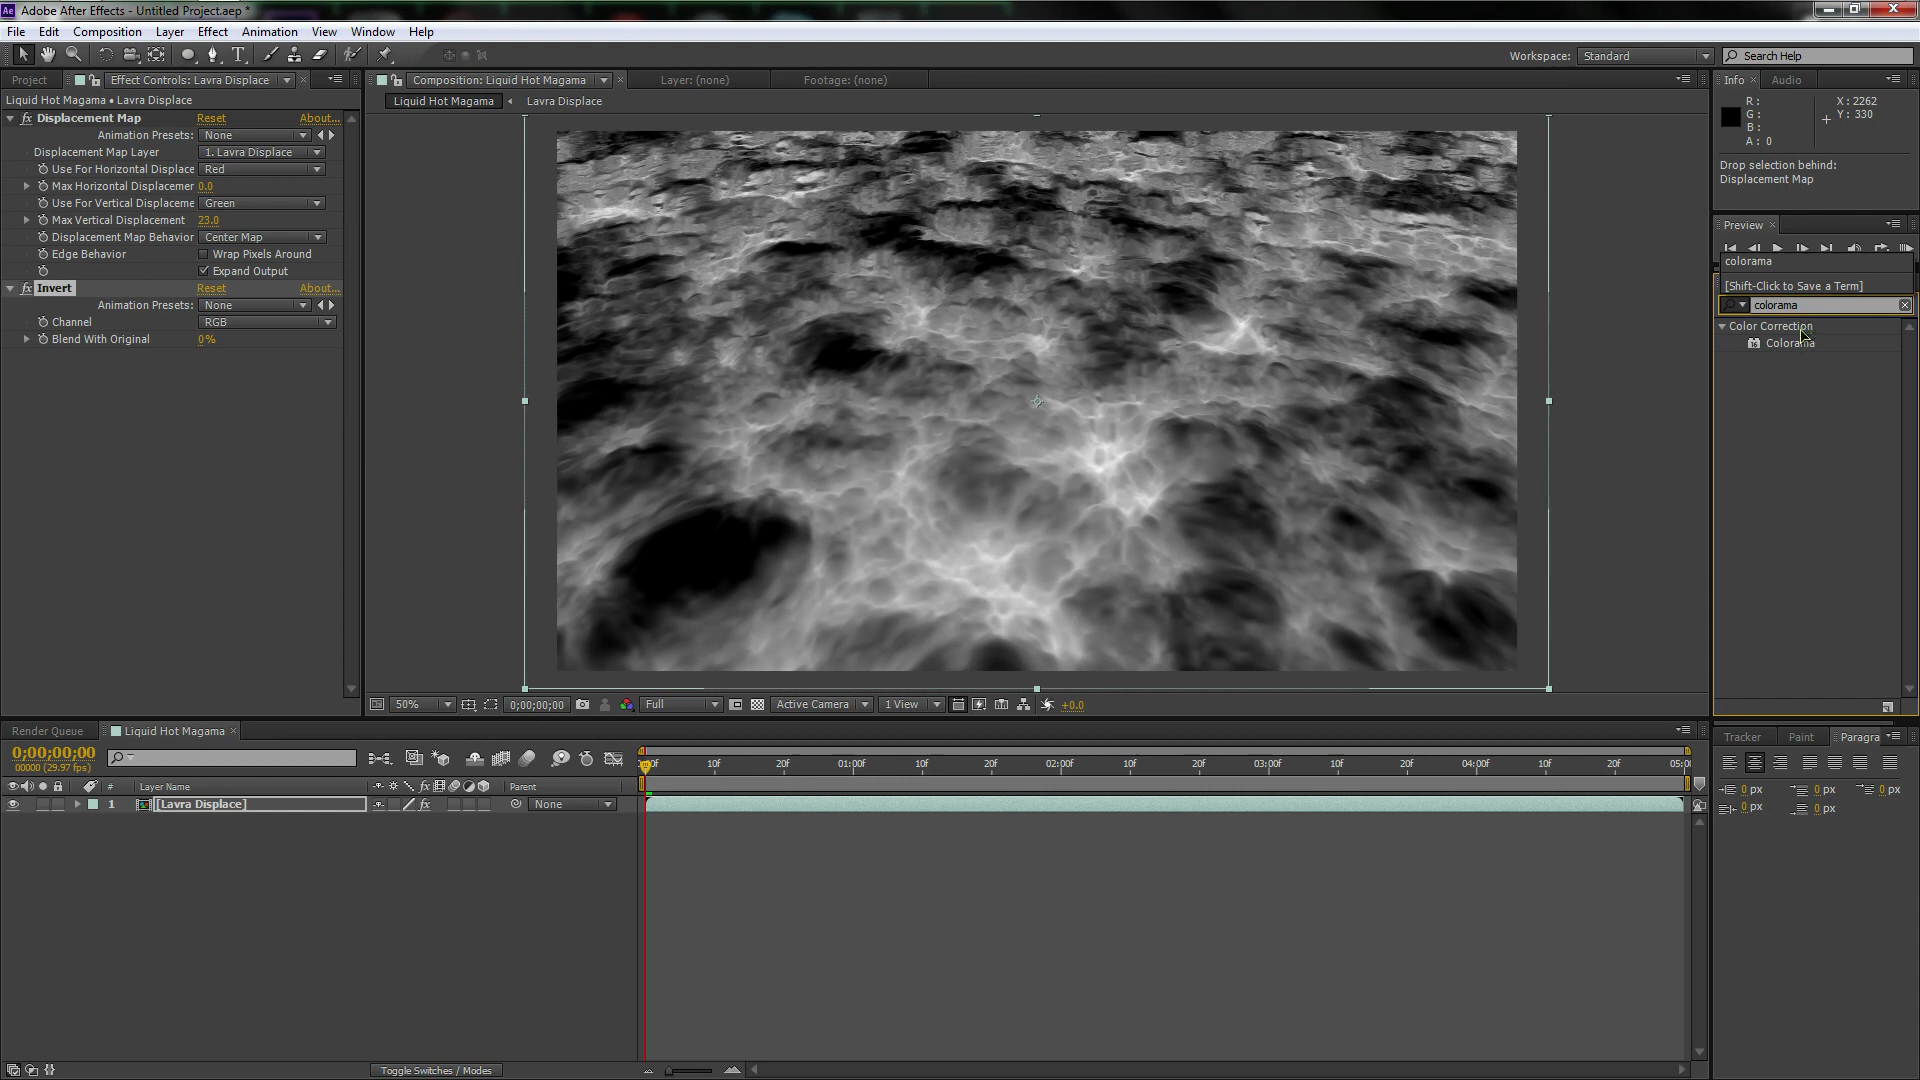 Adobe After Effects - Untitled Project.aep *
File Edit Composition Layer Effect Animation View Window Help
Workspace: Standard Search Help
Project Effect Controls: Lavra Displace
Composition: Liquid Hot Magama Layer: (none) Footage: (none)
Info Audio
Liquid Hot Magama • Lavra Displace
Liquid Hot Magama Lavra Displace
fx Displacement Map Reset About...
Animation Presets: None
Displacement Map Layer 1. Lavra Displace
Use For Horizontal Displace Red
Max Horizontal Displacemer 0.0
Use For Vertical Displaceme Green
Max Vertical Displacement 23.0
Displacement Map Behavior Center Map
Edge Behavior Wrap Pixels Around
Expand Output
fx Invert Reset About...
Animation Presets: None
Channel RGB
Blend With Original 0%
R: X: 2262
G: Y: 330
B:
A: 0
Drop selection behind:
Displacement Map
Preview
colorama
[Shift-Click to Save a Term]
colorama
Color Correction
Colorama
50% 0;00;00;00 Full Active Camera 1 View +0.0
Render Queue Liquid Hot Magama
0;00;00;00
00000 (29.97 fps)
# Layer Name fx Parent
1 [Lavra Displace] fx None
10f 20f 01:00f 10f 20f 02:00f 10f 20f 03:00f 10f 20f 04:00f 10f 20f
Toggle Switches / Modes
Tracker Paint Paragra
0 px 0 px 0 px
0 px 0 px